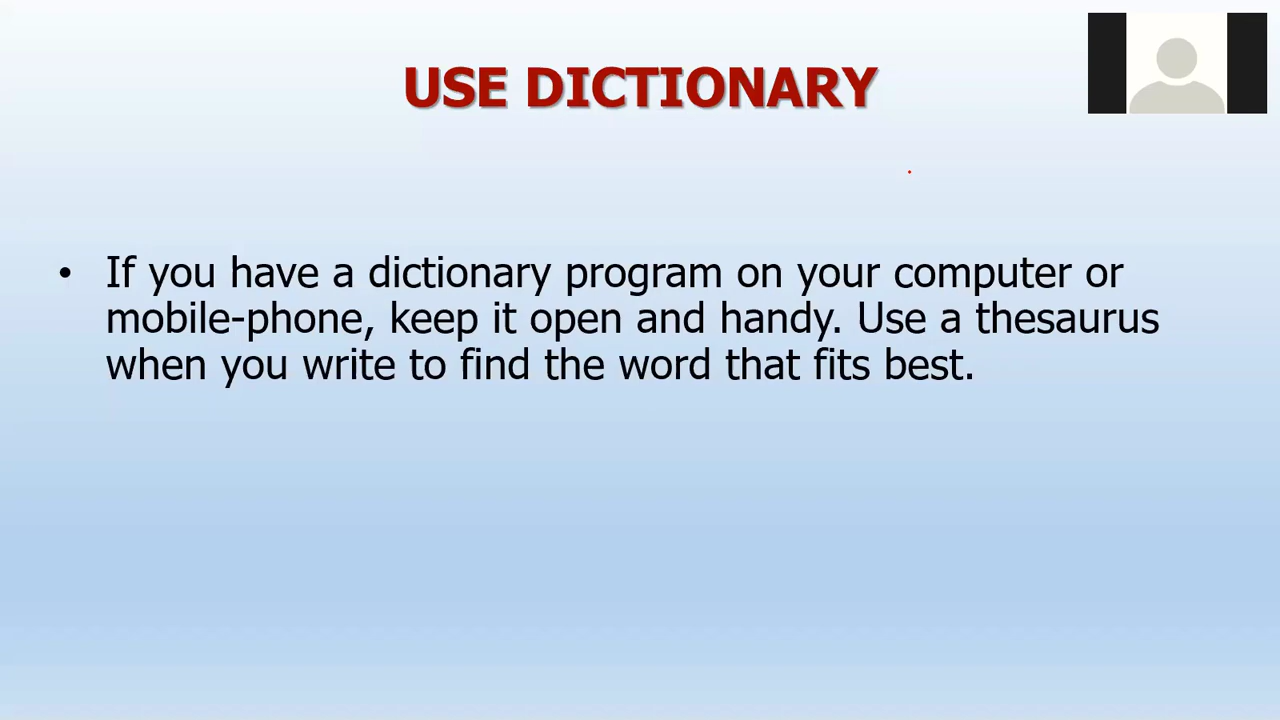 USE DICTIONARY
• If you have a dictionary program on your computer or
mobile-phone, keep it open and handy. Use a thesaurus
when you write to find the word that fits best.